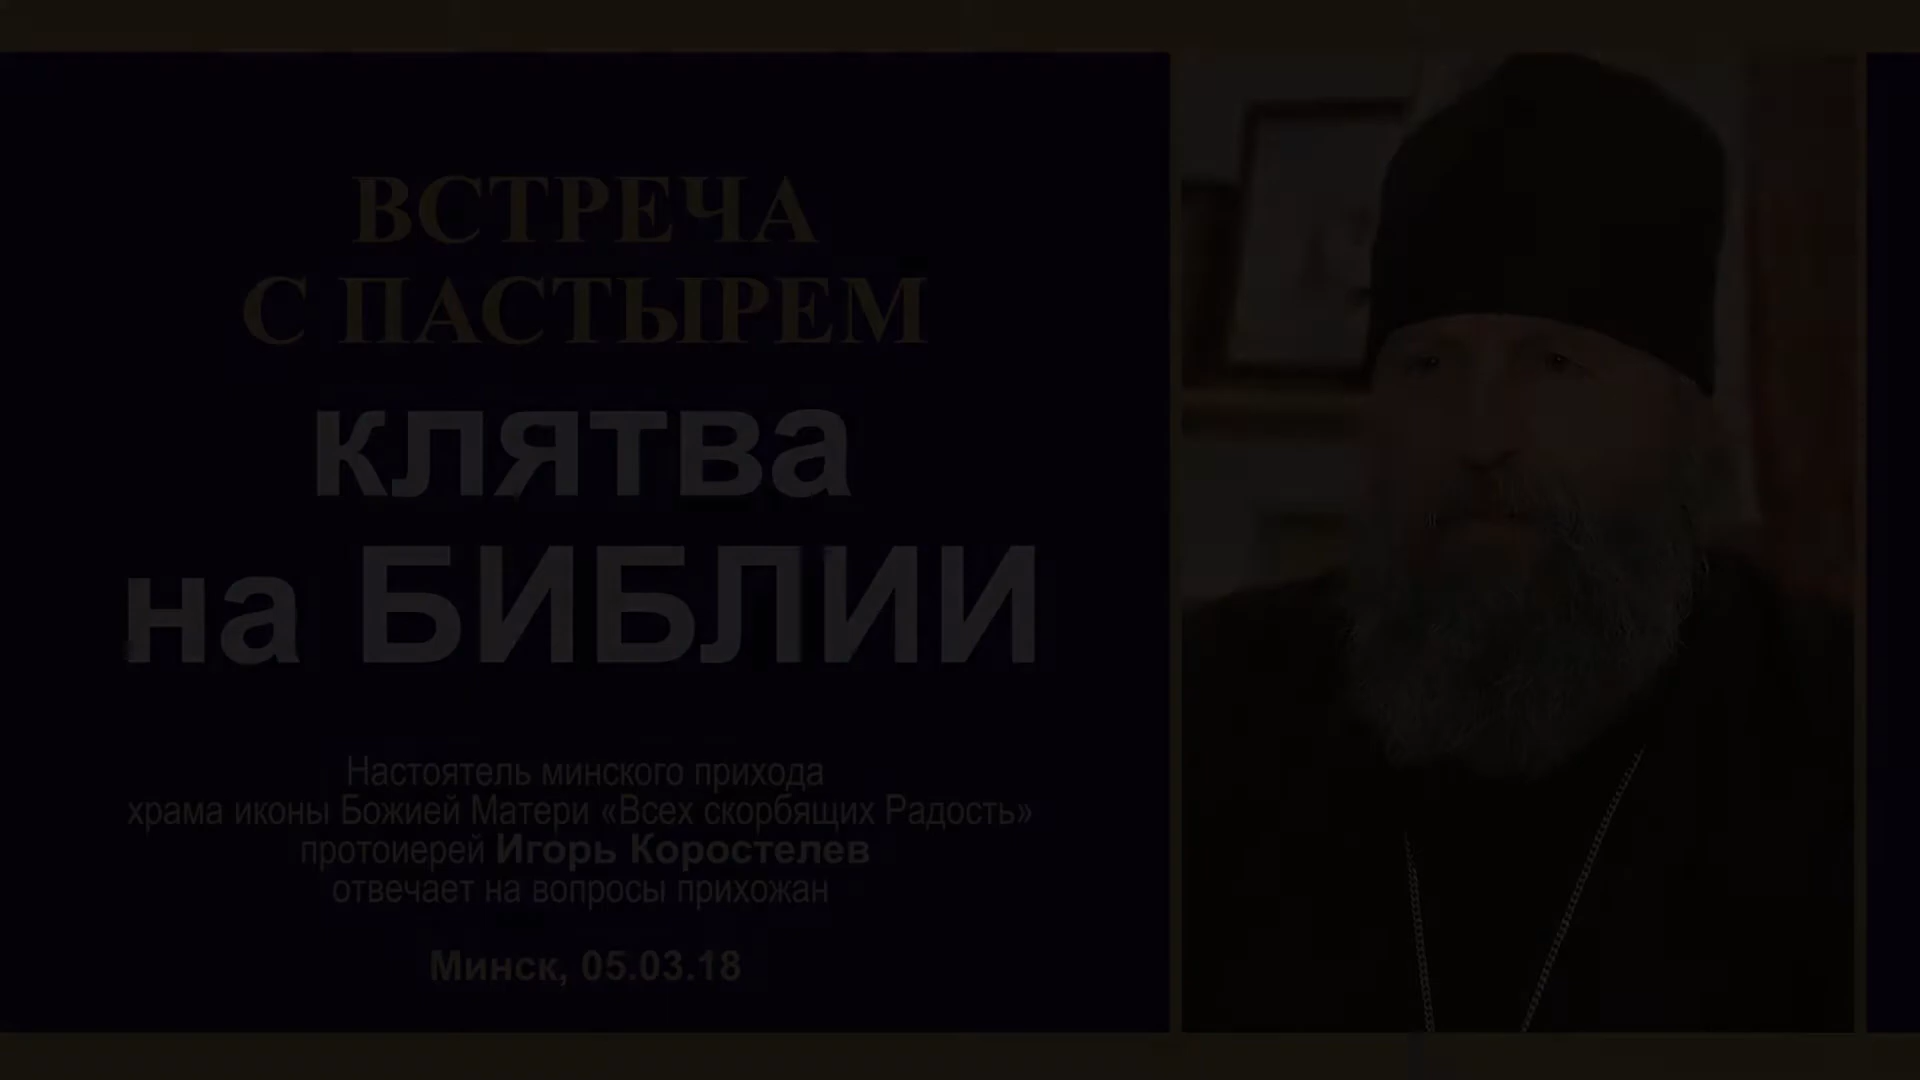 ВСТРЕЧА
С ПАСТЫРЕМ
клятва
на БИБЛИИ
Настоятель минского прихода
храма иконы Божией Матери «Всех скорбящих Радость»
протоиерей Игорь Коростелев
отвечает на вопросы прихожан
Минск, 05.03.18